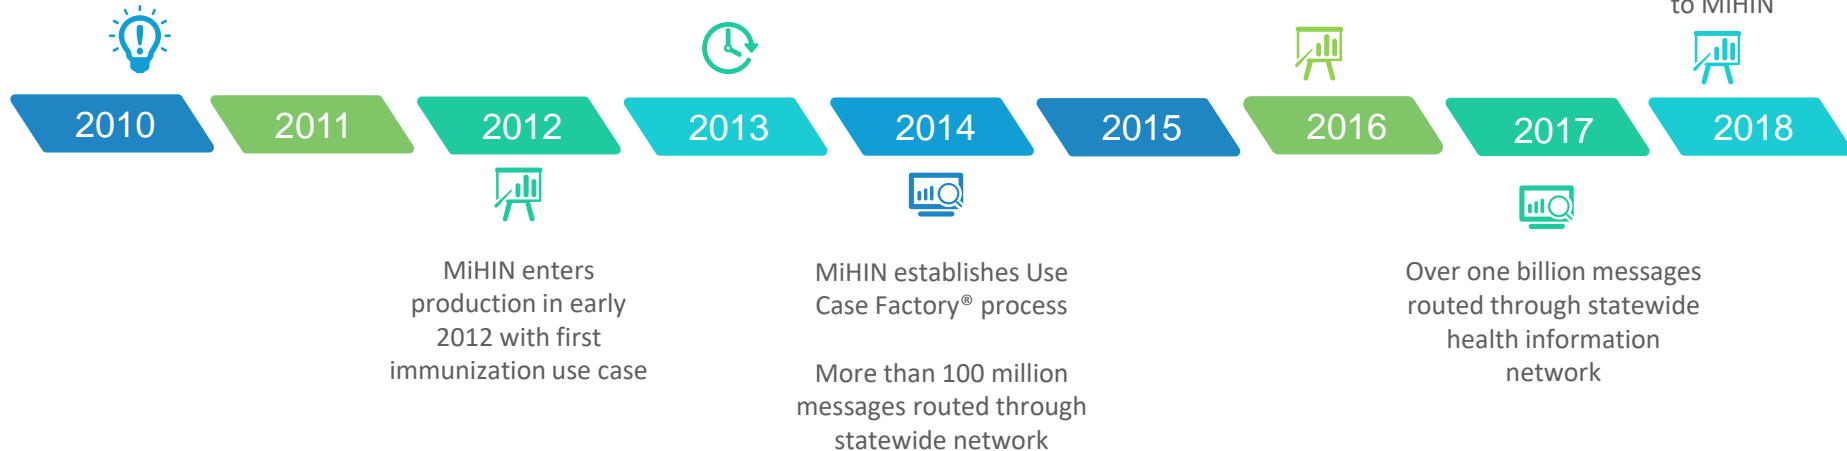 to MiHIN
2010
2011
2012
2013
2014
2015
2016
2017
2018
MiHIN enters
production in early
2012 with first
immunization use case
MiHIN establishes Use
Case Factory® process
More than 100 million
messages routed through
statewide network
Over one billion messages
routed through statewide
health information
network